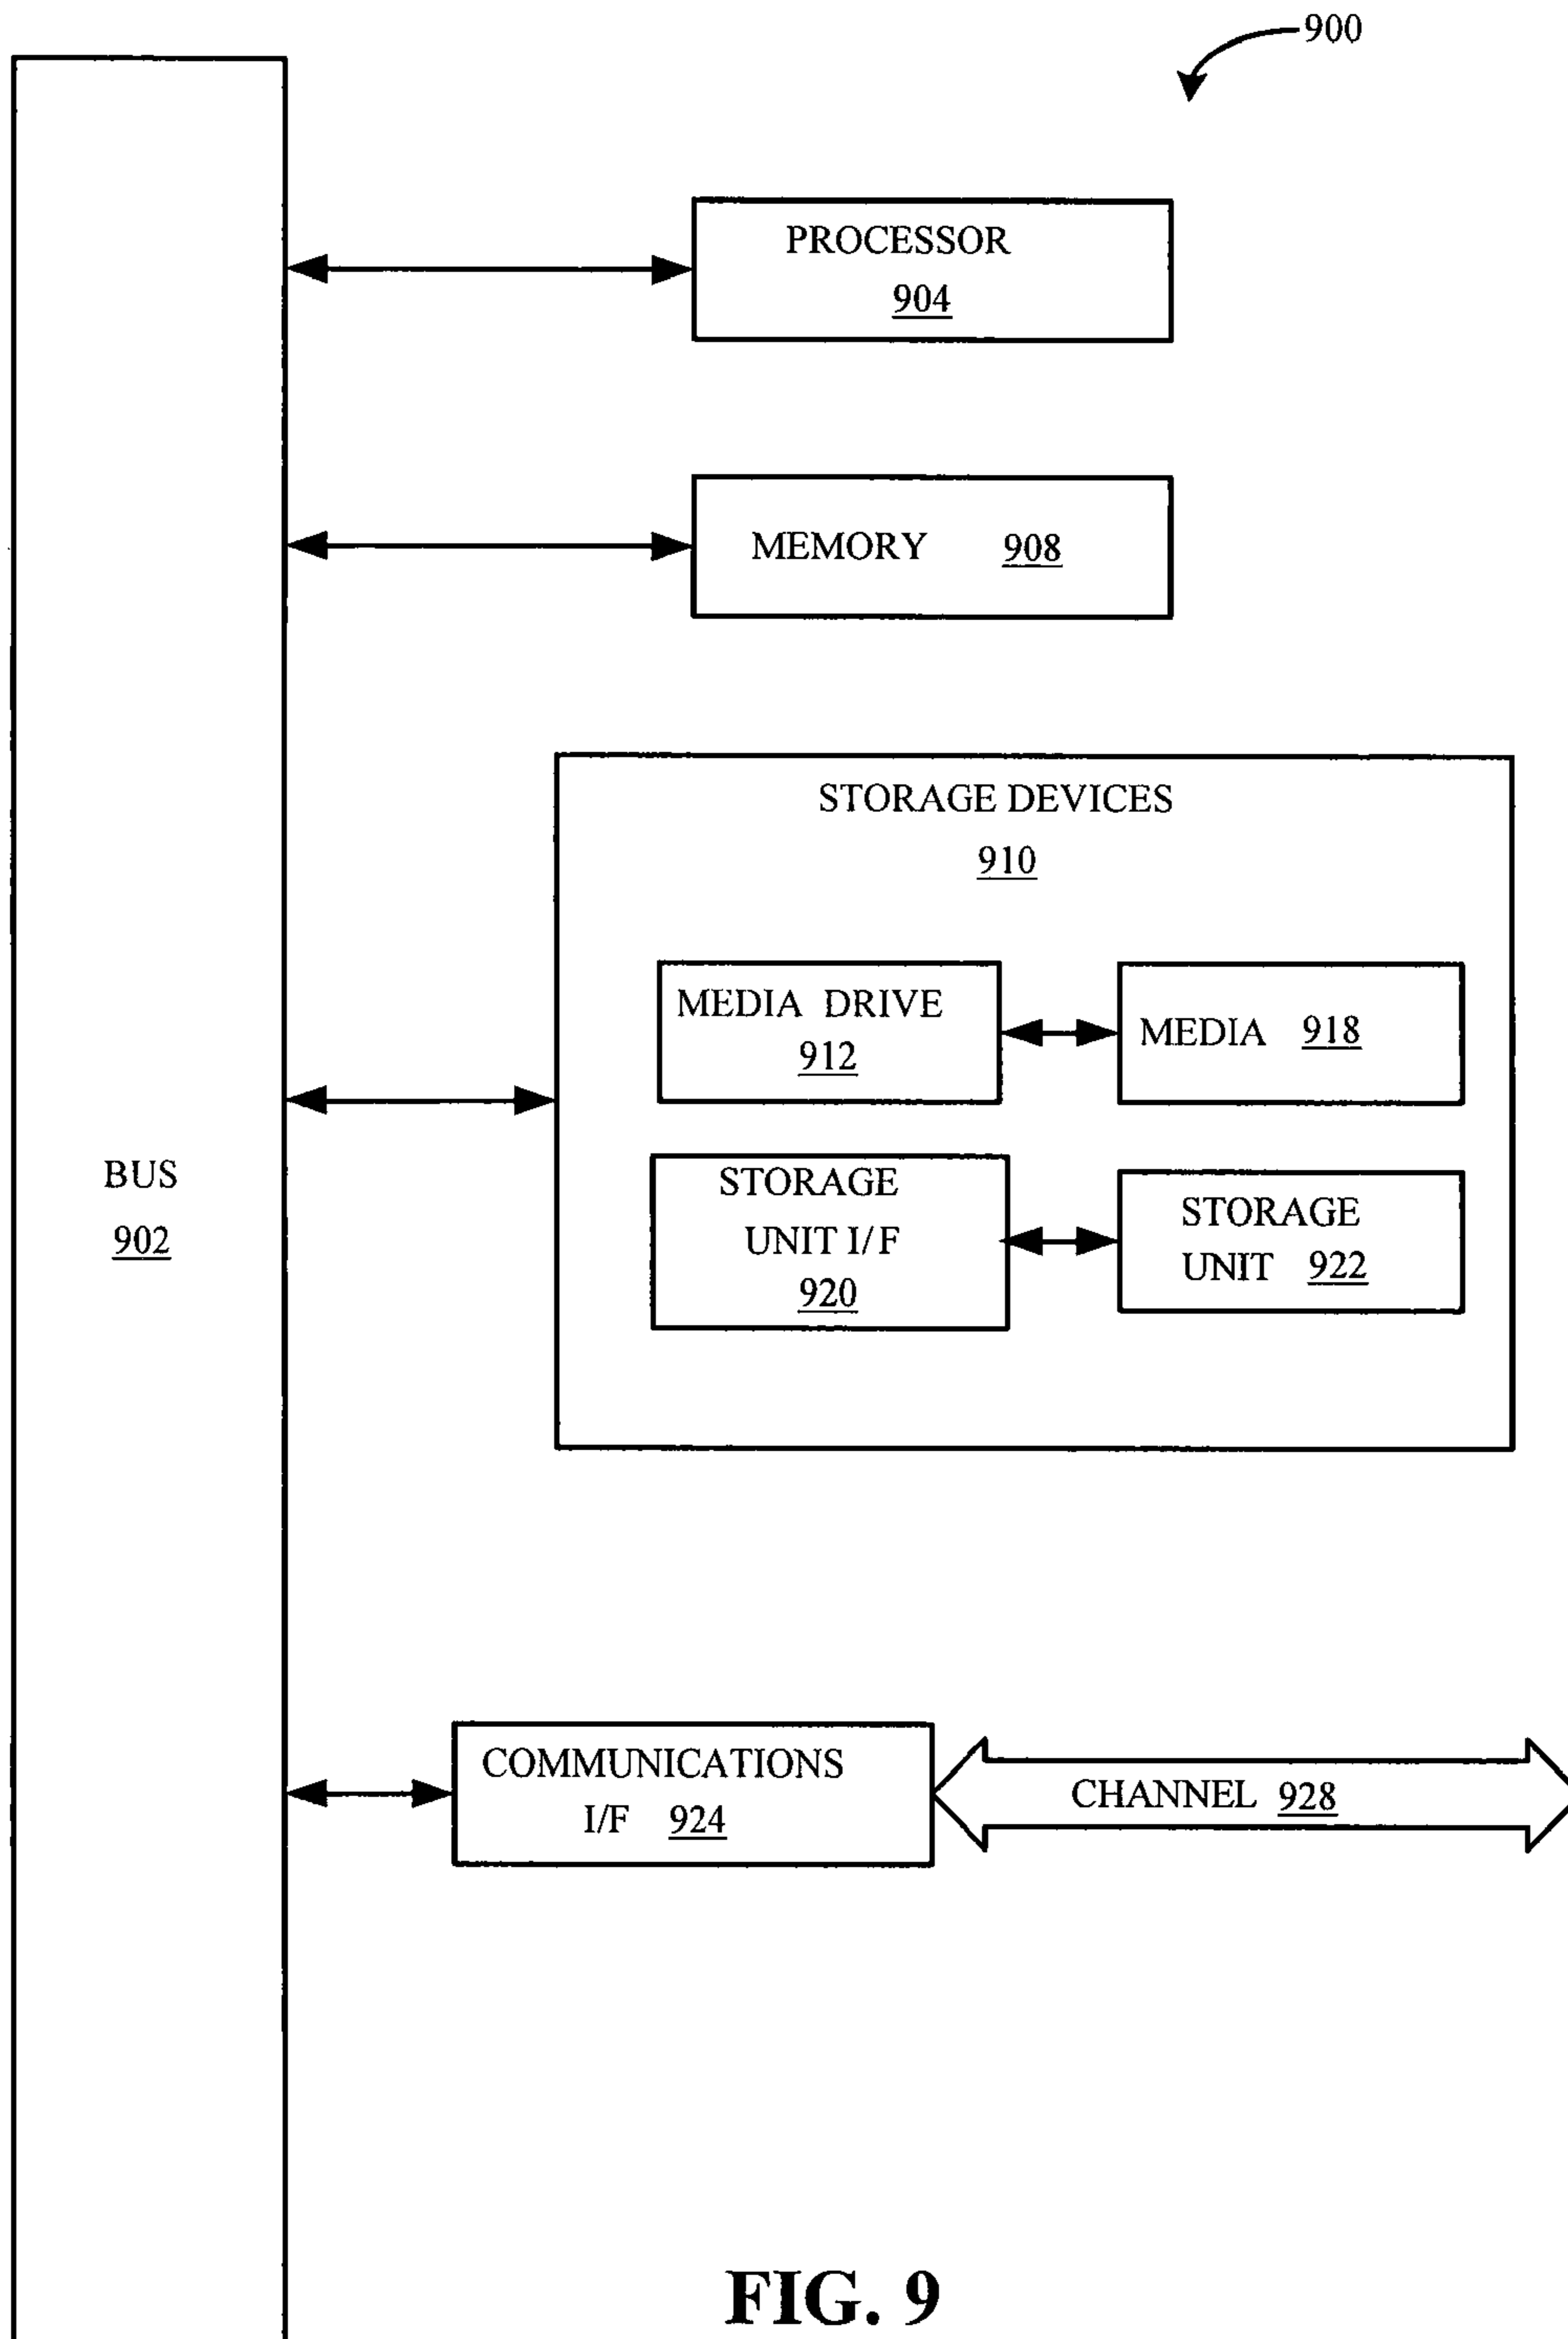 900
PROCESSOR
904
MEMORY 908
STORAGE DEVICES
910
MEDIA DRIVE
912
MEDIA 918
BUS
902
STORAGE
UNIT I/F
920
STORAGE
UNIT 922
COMMUNICATIONS
I/F 924
CHANNEL 928
FIG. 9